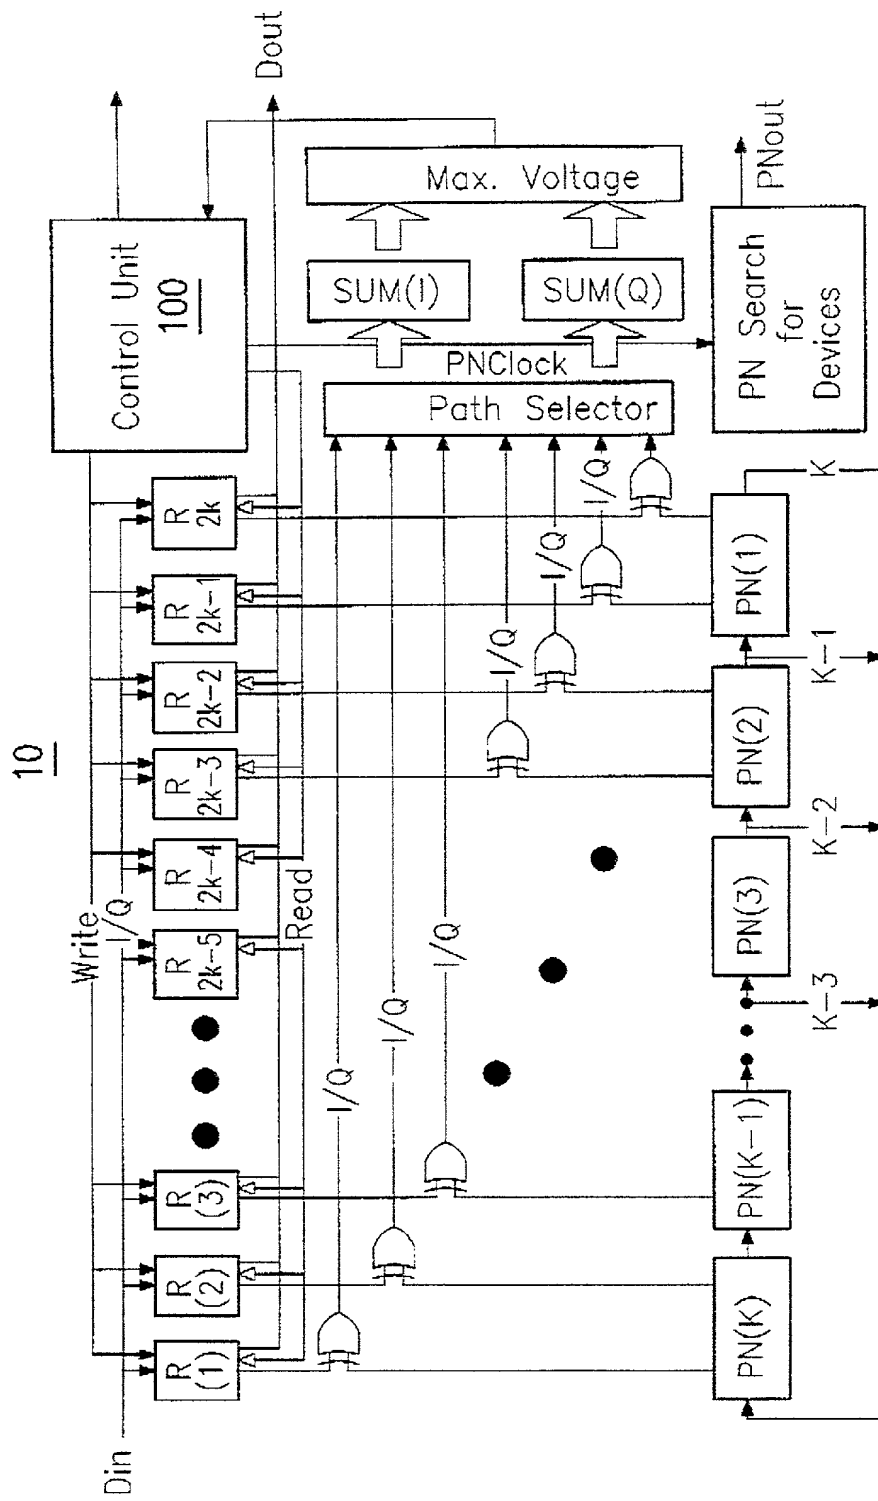 10
Din
Write
I/Q
Read
R
(1)
R
(2)
R
(3)
R
2k-5
R
2k-4
R
2k-3
R
2k-2
R
2k-1
R
2k
Control Unit
100
Dout
I/Q
I/Q
I/Q
I/Q
I/Q
I/Q
Path Selector
PNClock
SUM(I)
SUM(Q)
Max. Voltage
PN(K)
PN(K-1)
PN(3)
PN(2)
PN(1)
K-3
K-2
K-1
K
PN Search
for
Devices
PNout